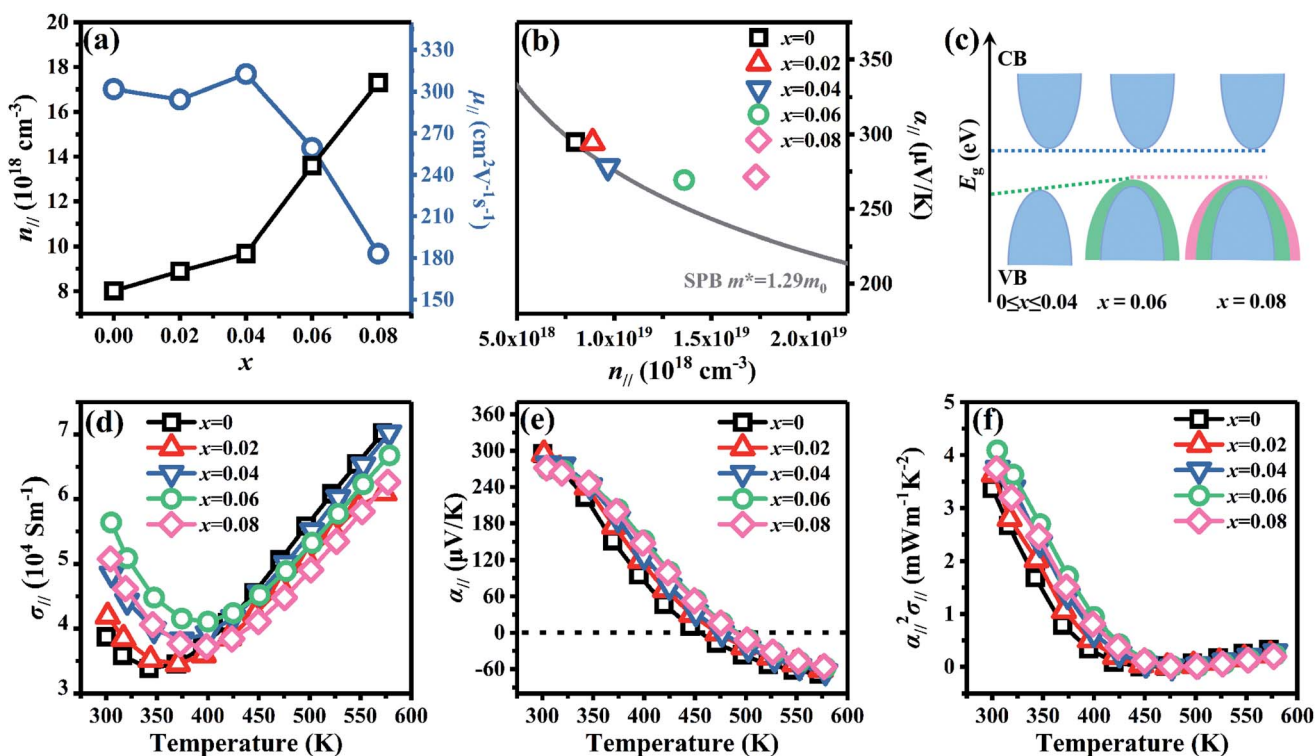 (a)
20
18
16
14
12
10
8
n// (10^18 cm^-3)
0.00 0.02 0.04 0.06 0.08
x
330
300
270
240
210
180
150
μ// (cm^2V^-1s^-1)
(b)
x=0
x=0.02
x=0.04
x=0.06
x=0.08
SPB m*=1.29m0
350
300
250
200
α// (μV/K)
5.0x10^18 1.0x10^19 1.5x10^19 2.0x10^19
n// (10^18 cm^-3)
(c)
CB
Eg (eV)
VB
0≤x≤0.04 x = 0.06 x = 0.08
(d)
x=0
x=0.02
x=0.04
x=0.06
x=0.08
7
6
5
4
3
σ// (10^4 Sm^-1)
300 350 400 450 500 550 600
Temperature (K)
(e)
x=0
x=0.02
x=0.04
x=0.06
x=0.08
360
300
240
180
120
60
0
-60
α// (μV/K)
300 350 400 450 500 550 600
Temperature (K)
(f)
x=0
x=0.02
x=0.04
x=0.06
x=0.08
5
4
3
2
1
0
α//^2σ// (mWm^-1K^-2)
300 350 400 450 500 550 600
Temperature (K)